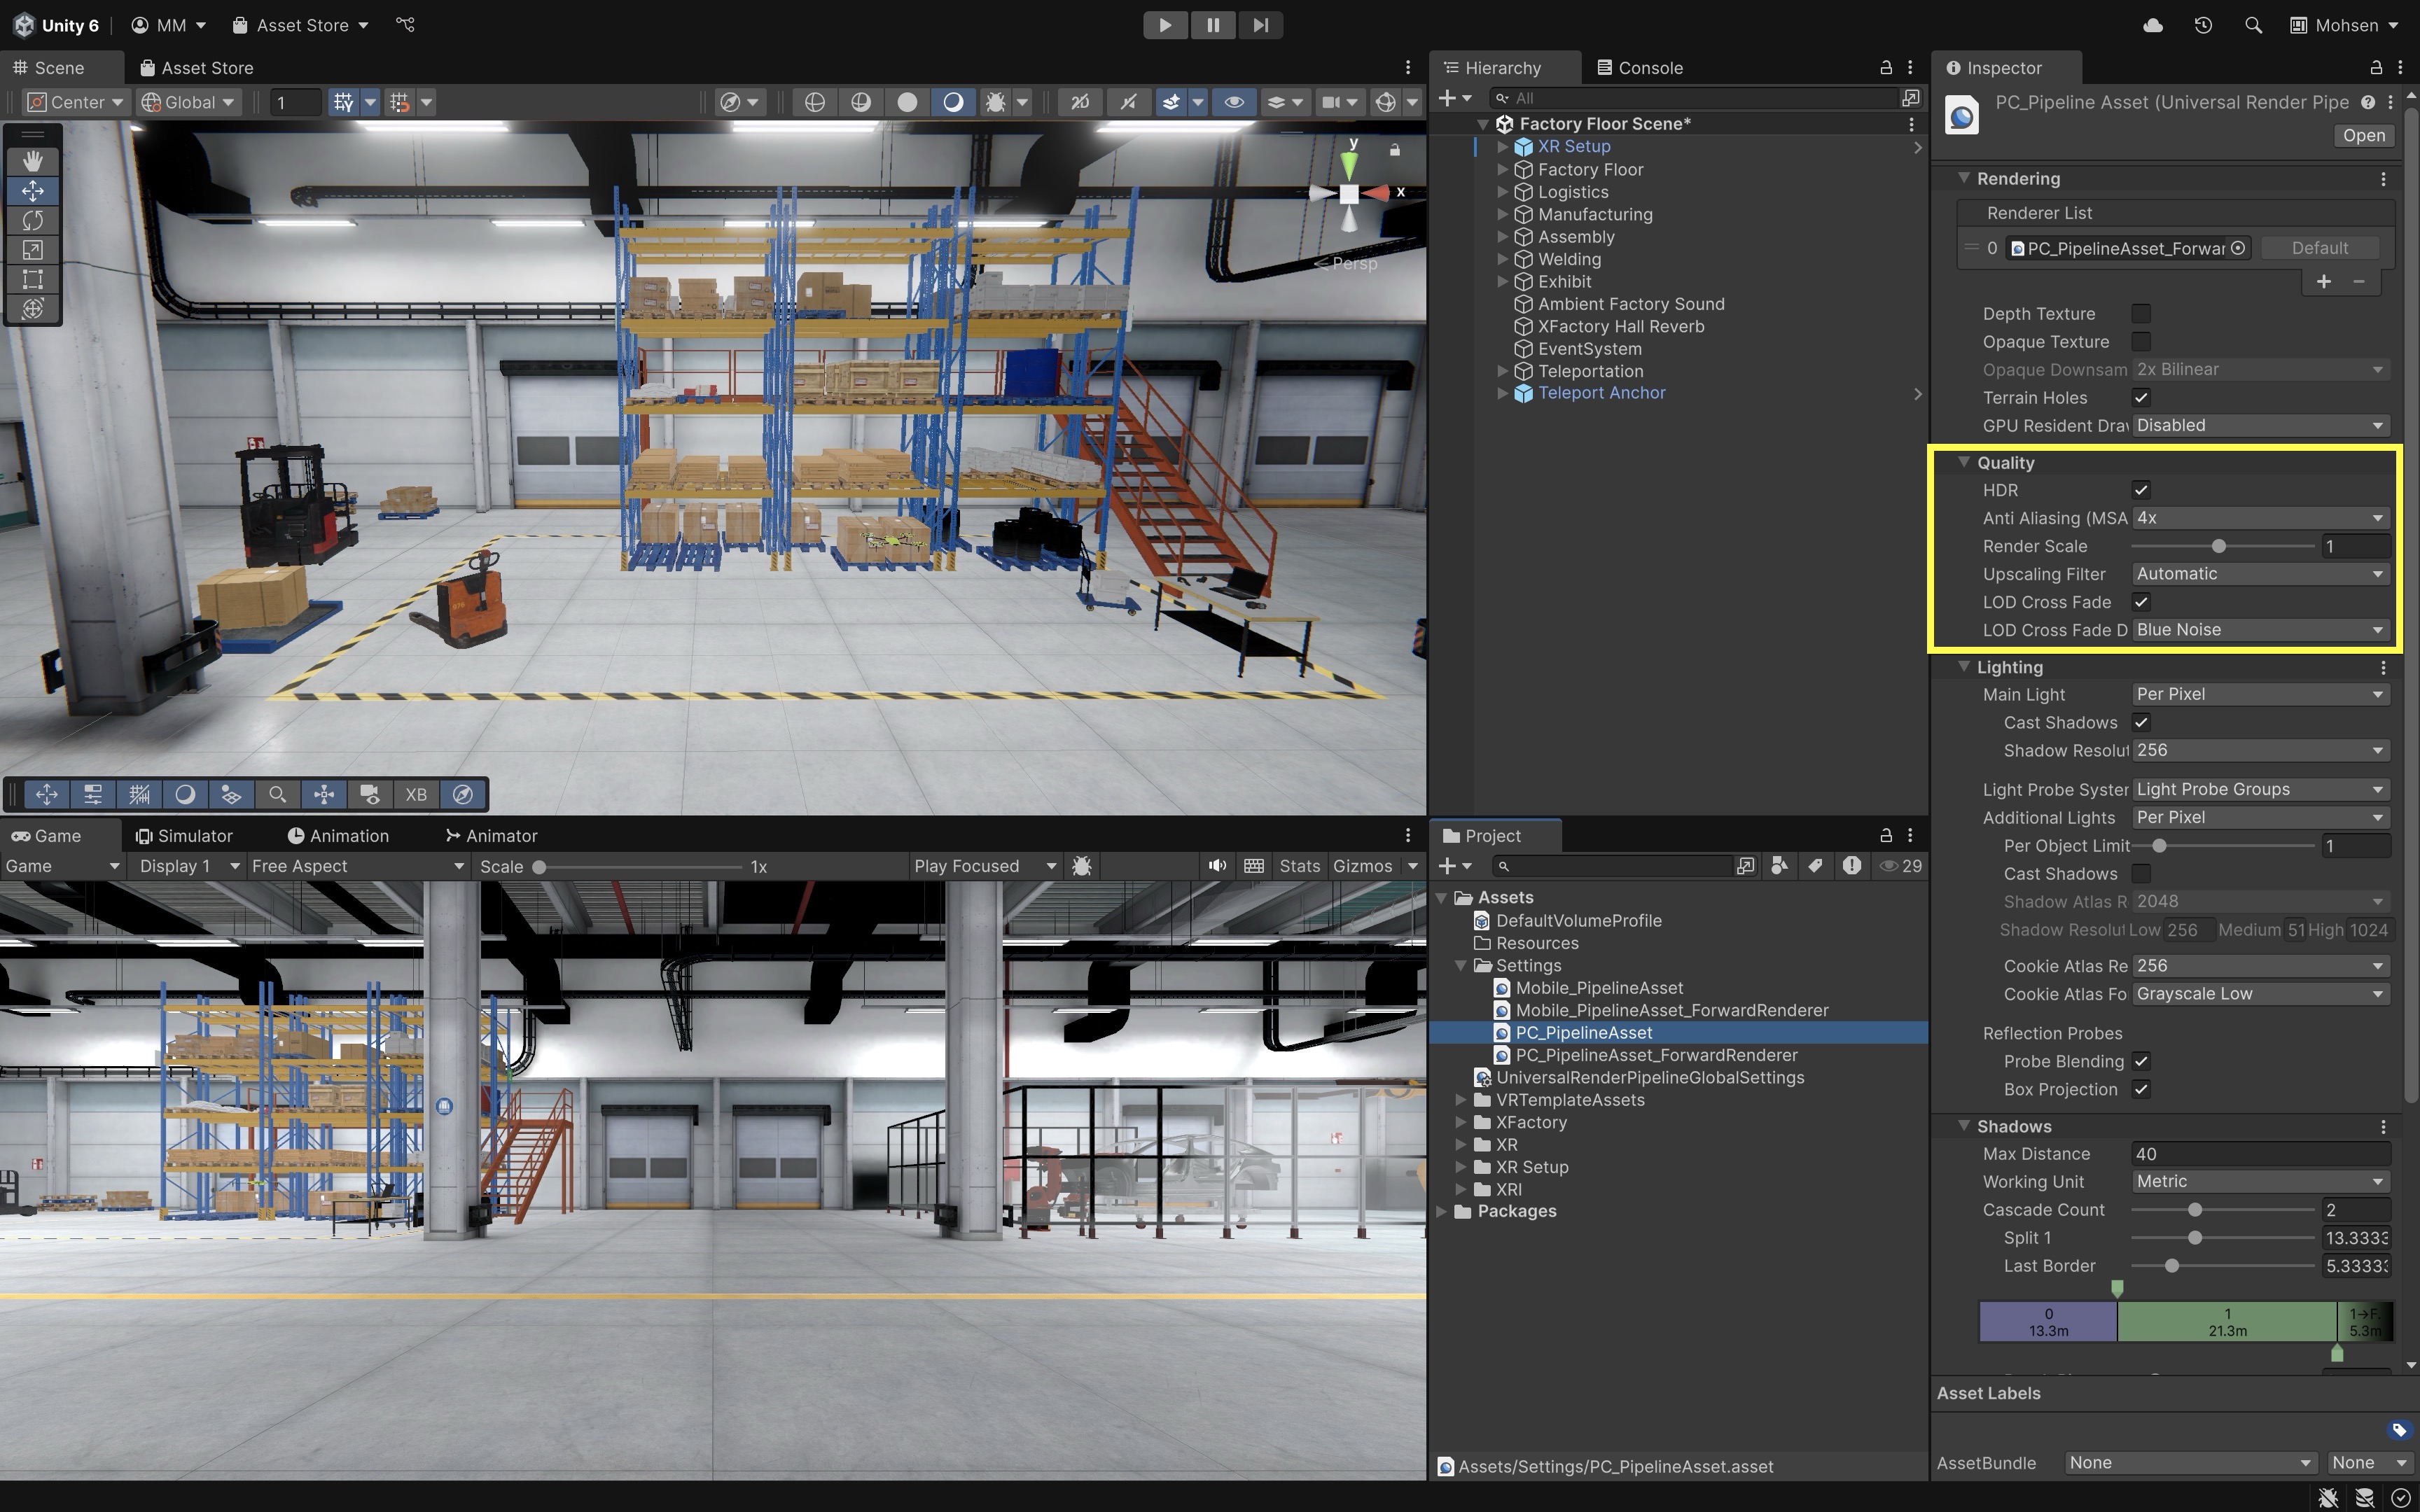 Unity 6
MM
Asset Store
Mohsen
Scene
Asset Store
Center
Global
1
2D
y
x
Persp
XB
Game
Simulator
Animation
Animator
Game
Display 1
Free Aspect
Scale
1x
Play Focused
Stats
Gizmos
Hierarchy
Console
All
Factory Floor Scene*
XR Setup
Factory Floor
Logistics
Manufacturing
Assembly
Welding
Exhibit
Ambient Factory Sound
XFactory Hall Reverb
EventSystem
Teleportation
Teleport Anchor
Project
29
Assets
DefaultVolumeProfile
Resources
Settings
Mobile_PipelineAsset
Mobile_PipelineAsset_ForwardRenderer
PC_PipelineAsset
PC_PipelineAsset_ForwardRenderer
UniversalRenderPipelineGlobalSettings
VRTemplateAssets
XFactory
XR
XR Setup
XRI
Packages
Assets/Settings/PC_PipelineAsset.asset
Inspector
PC_Pipeline Asset (Universal Render Pipe
Open
Rendering
Renderer List
0 PC_PipelineAsset_Forwar Default
Depth Texture
Opaque Texture
Opaque Downsam 2x Bilinear
Terrain Holes
GPU Resident Dra Disabled
Quality
HDR
Anti Aliasing (MSA 4x
Render Scale 1
Upscaling Filter Automatic
LOD Cross Fade
LOD Cross Fade D Blue Noise
Lighting
Main Light Per Pixel
Cast Shadows
Shadow Resolut 256
Light Probe System Light Probe Groups
Additional Lights Per Pixel
Per Object Limit 1
Cast Shadows
Shadow Atlas R 2048
Shadow Resolut Low 256 Medium 51 High 1024
Cookie Atlas Re 256
Cookie Atlas Fo Grayscale Low
Reflection Probes
Probe Blending
Box Projection
Shadows
Max Distance 40
Working Unit Metric
Cascade Count 2
Split 1 13.3333
Last Border 5.33333
0 1 1→F.
13.3m 21.3m 5.3m
Asset Labels
AssetBundle None None